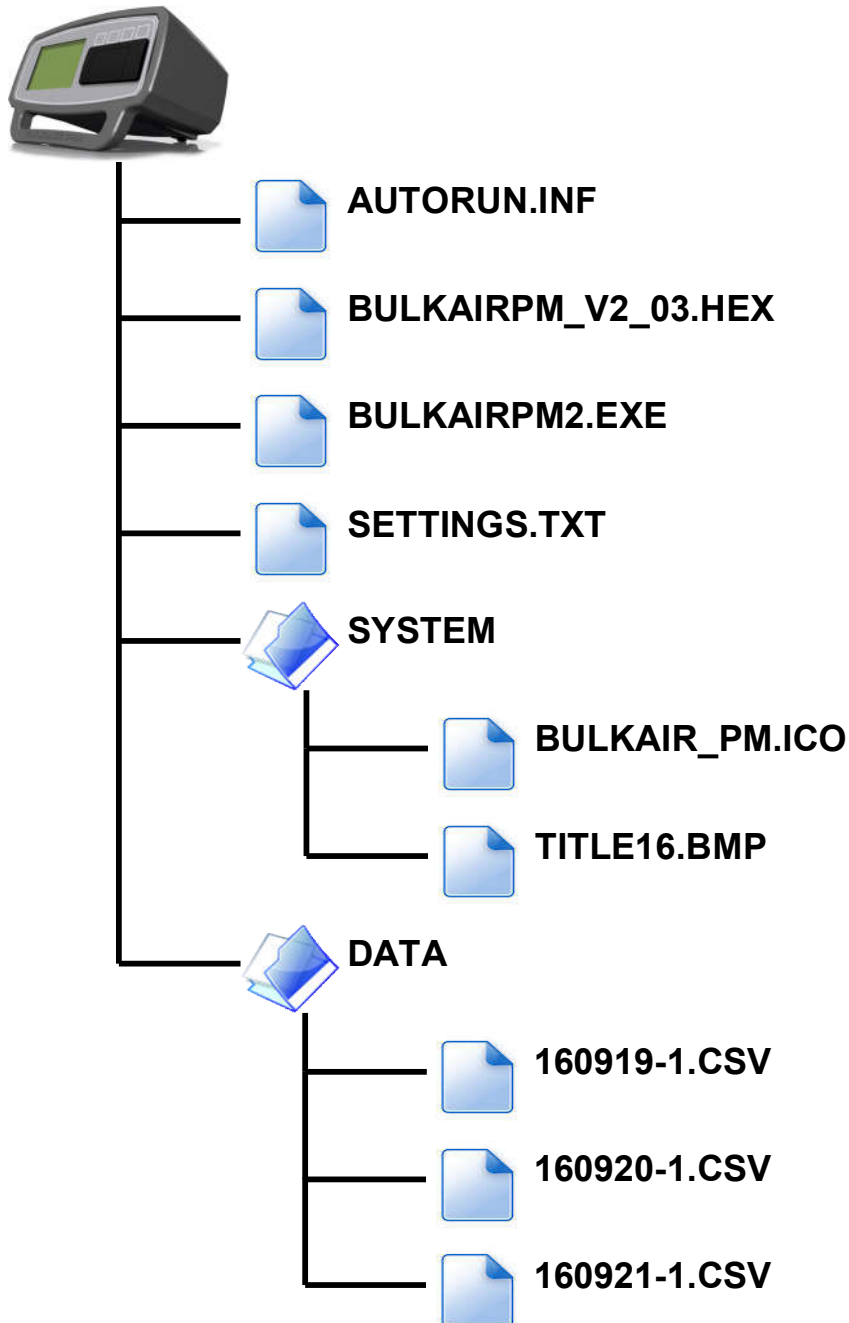 AUTORUN.INF
BULKAIRPM_V2_03.HEX
BULKAIRPM2.EXE
SETTINGS.TXT
SYSTEM
BULKAIR_PM.ICO
TITLE16.BMP
DATA
160919-1.CSV
160920-1.CSV
160921-1.CSV